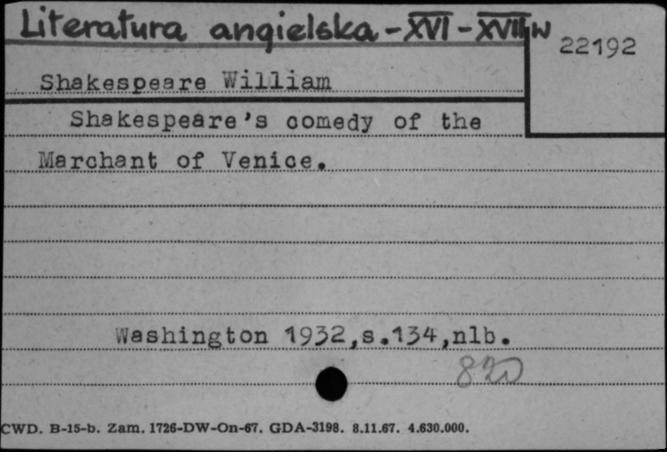 Literatura angielska - XVI - XVII w
22192
Shakespeare William
Shakespeare's comedy of the
Marchant of Venice.
Washington 1932,s.134,nlb.
820
CWD. B-15-b. Zam. 1726-DW-On-67. GDA-3198. 8.11.67. 4.630.000.